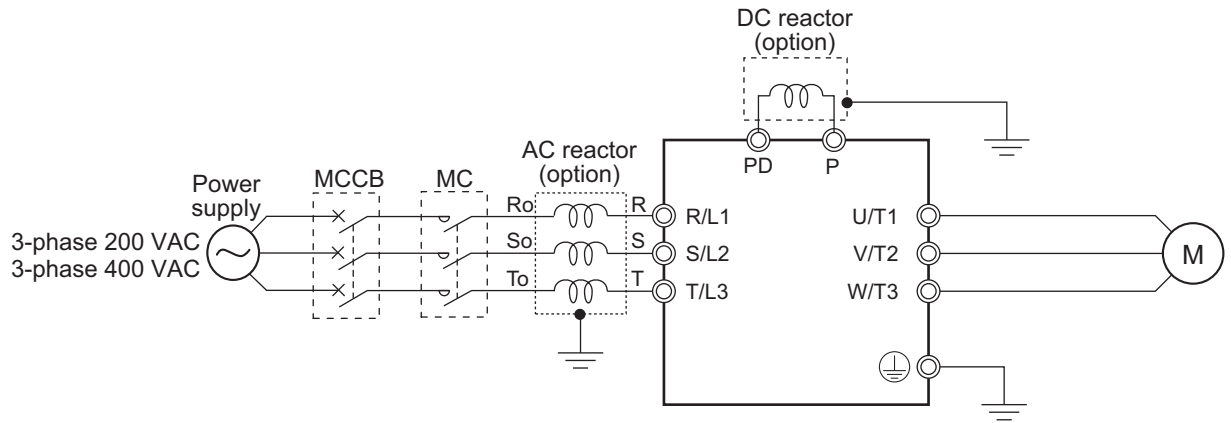 DC reactor
(option)
PD
P
AC reactor
(option)
Power
supply
MCCB
MC
3-phase 200 VAC
3-phase 400 VAC
Ro
R
R/L1
U/T1
So
S
S/L2
V/T2
M
To
T
T/L3
W/T3